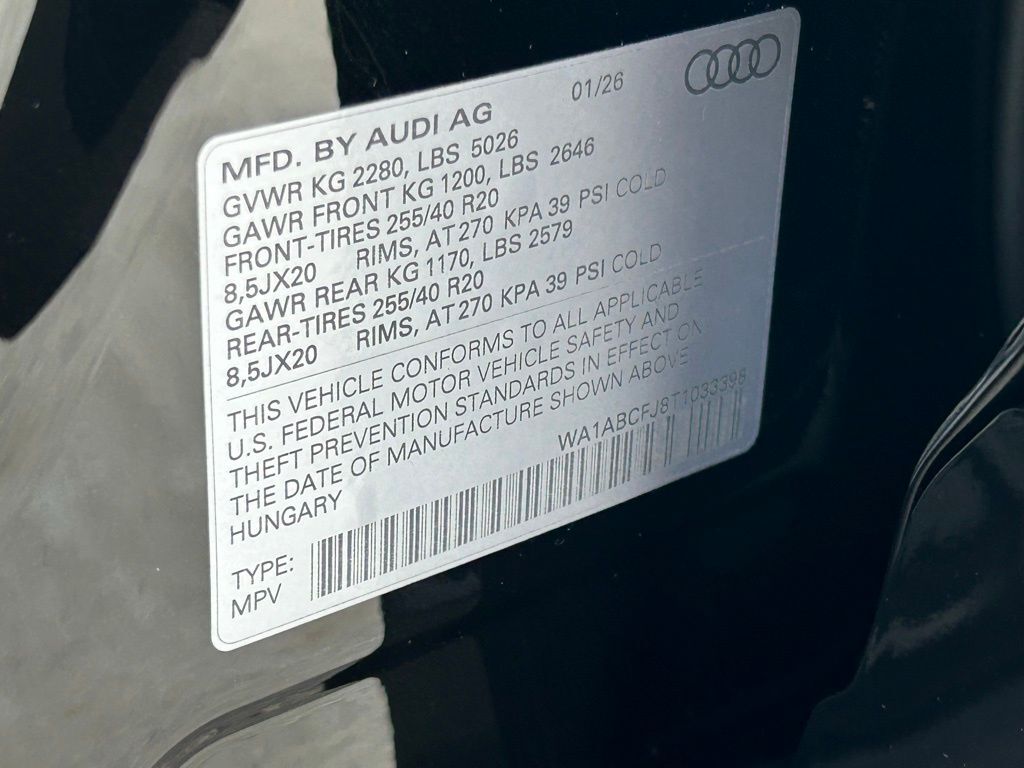 01/26
MFD. BY AUDI AG
GVWR KG 2280, LBS 5026
GAWR FRONT KG 1200, LBS 2646
FRONT-TIRES 255/40 R20
8,5JX20 RIMS, AT 270 KPA 39 PSI COLD
GAWR REAR KG 1170, LBS 2579
REAR-TIRES 255/40 R20
8,5JX20 RIMS, AT 270 KPA 39 PSI COLD
THIS VEHICLE CONFORMS TO ALL APPLICABLE
U.S. FEDERAL MOTOR VEHICLE SAFETY AND
THEFT PREVENTION STANDARDS IN EFFECT ON
THE DATE OF MANUFACTURE SHOWN ABOVE
HUNGARY
WA1ABCFJ8T1033398
TYPE:
MPV